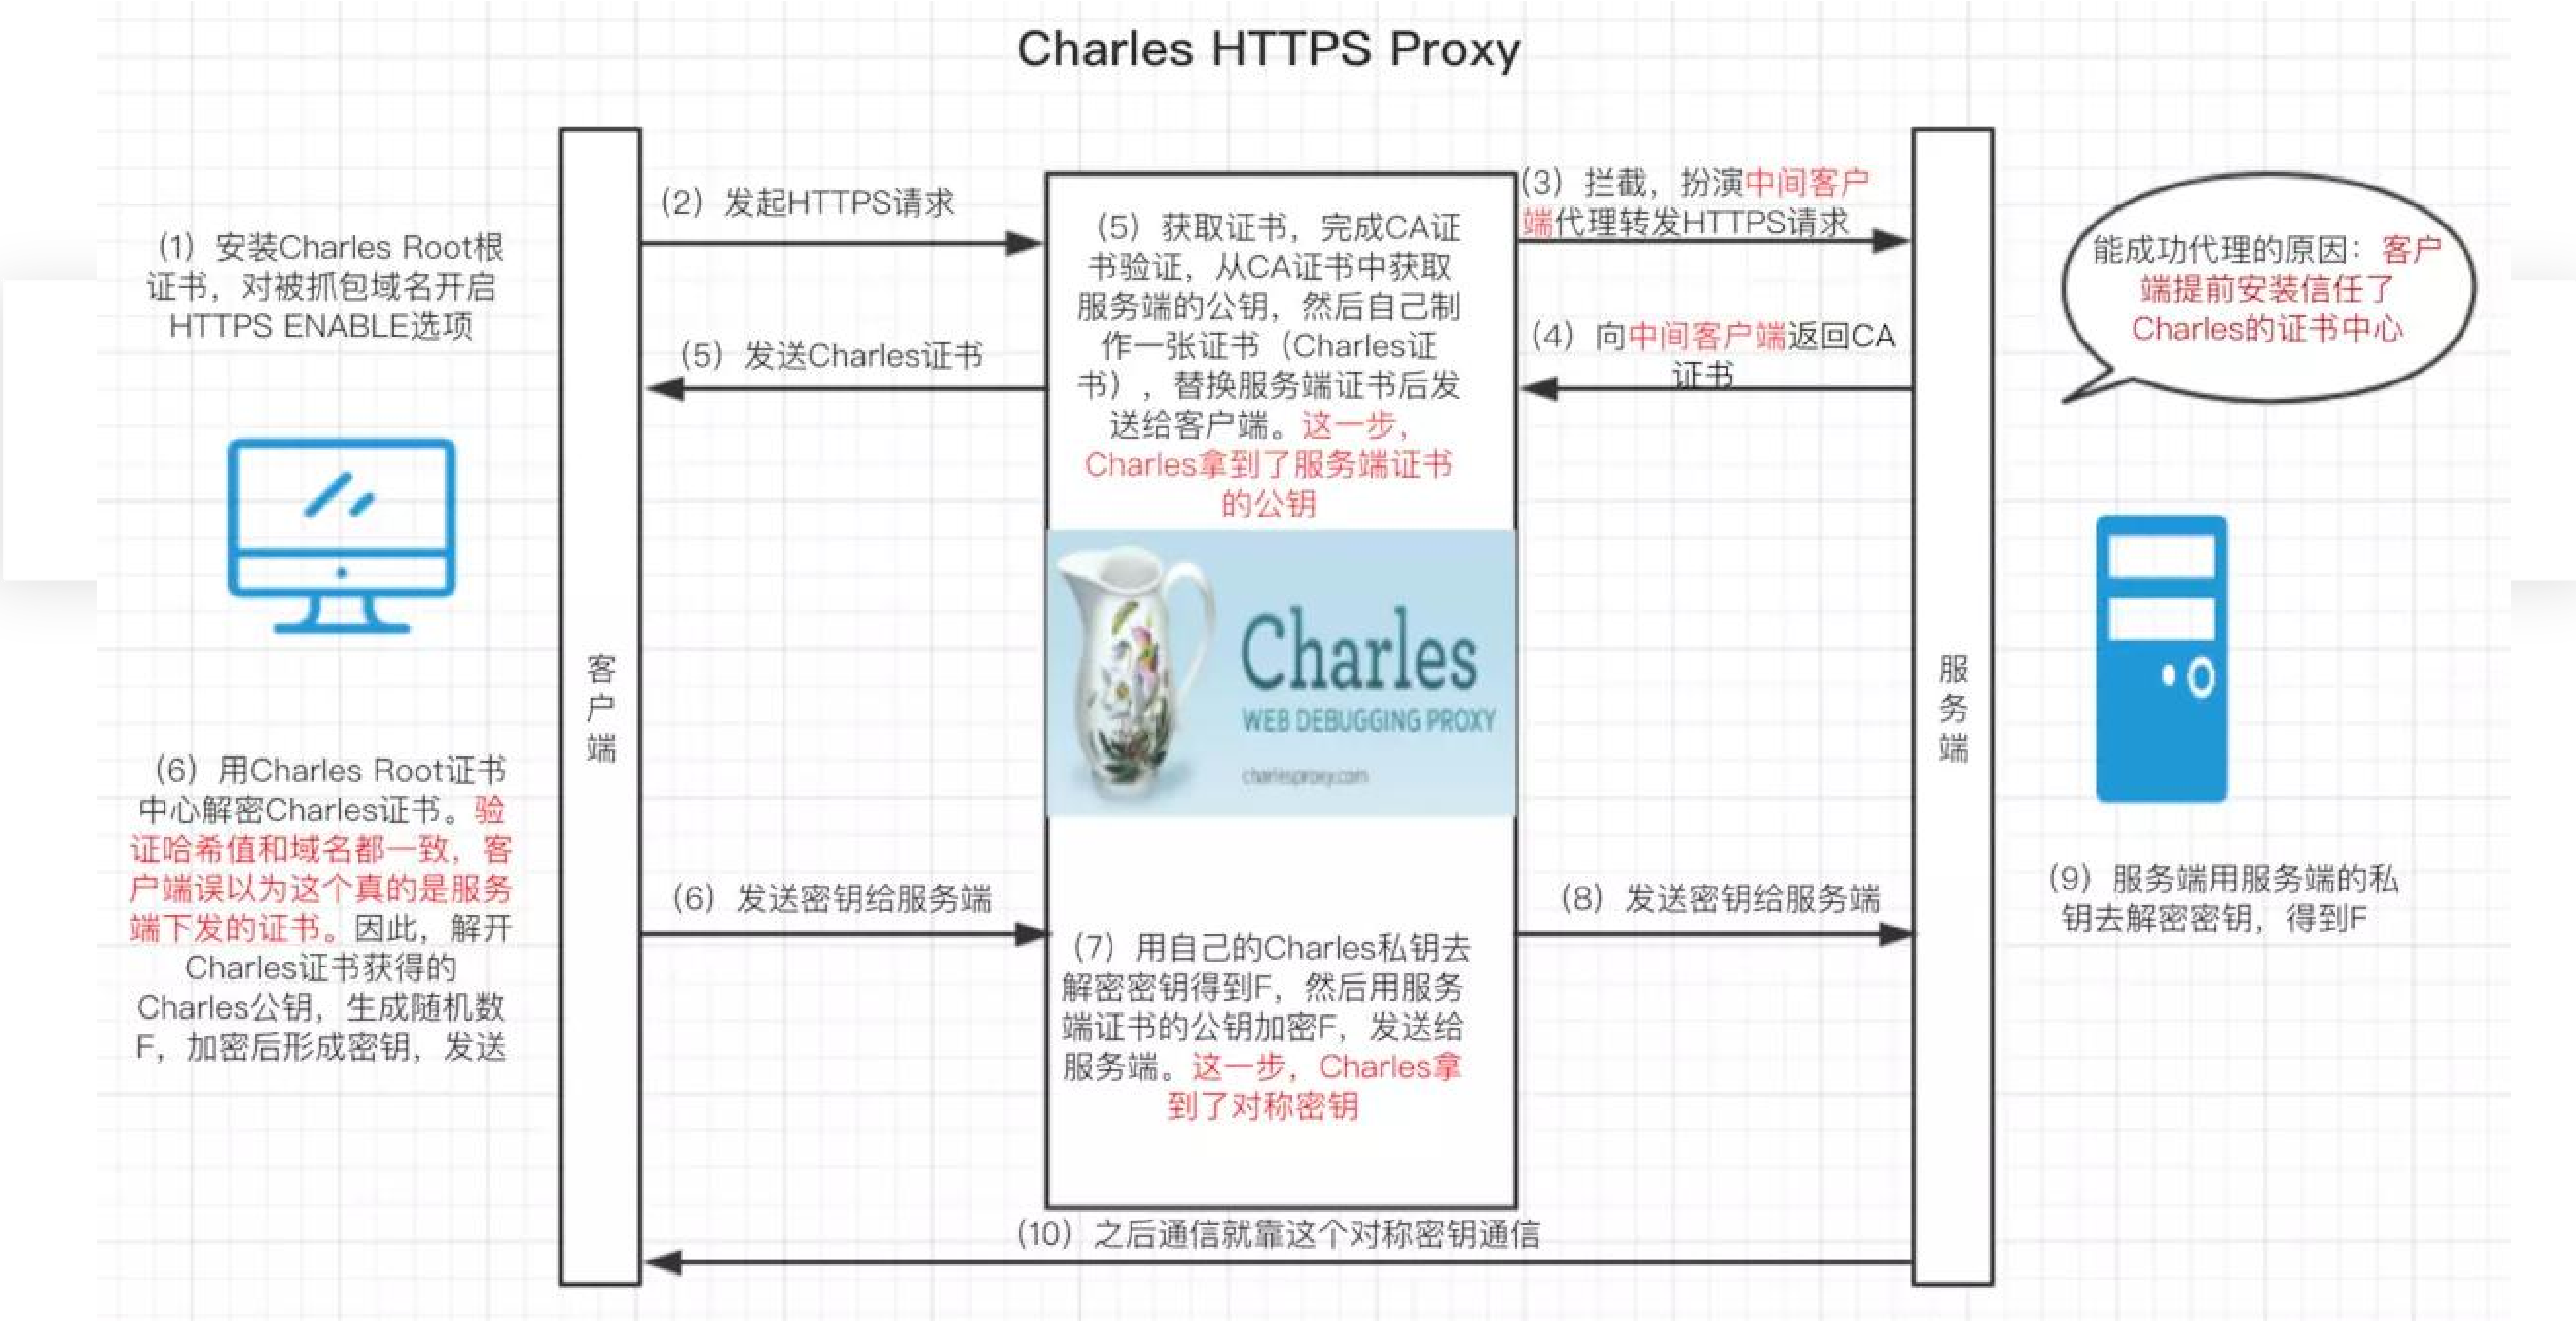 Charles HTTPS Proxy
（1）安装Charles Root根
证书，对被抓包域名开启
HTTPS ENABLE选项
（2）发起HTTPS请求
（3）拦截，扮演中间客户
端代理转发HTTPS请求
（5）发送Charles证书
（5）获取证书，完成CA证
书验证，从CA证书中获取
服务端的公钥，然后自己制
作一张证书（Charles证
书），替换服务端证书后发
送给客户端。这一步，
Charles拿到了服务端证书
的公钥
（4）向中间客户端返回CA
证书
能成功代理的原因：客户
端提前安装信任了
Charles的证书中心
Charles
WEB DEBUGGING PROXY
charlesproxy.com
客
户
端
服
务
端
（6）用Charles Root证书
中心解密Charles证书。验
证哈希值和域名都一致，客
户端误以为这个真的是服务
端下发的证书。因此，解开
Charles证书获得的
Charles公钥，生成随机数
F，加密后形成密钥，发送
（6）发送密钥给服务端
（7）用自己的Charles私钥去
解密密钥得到F，然后用服务
端证书的公钥加密F，发送给
服务端。这一步，Charles拿
到了对称密钥
（8）发送密钥给服务端
（9）服务端用服务端的私
钥去解密密钥，得到F
（10）之后通信就靠这个对称密钥通信